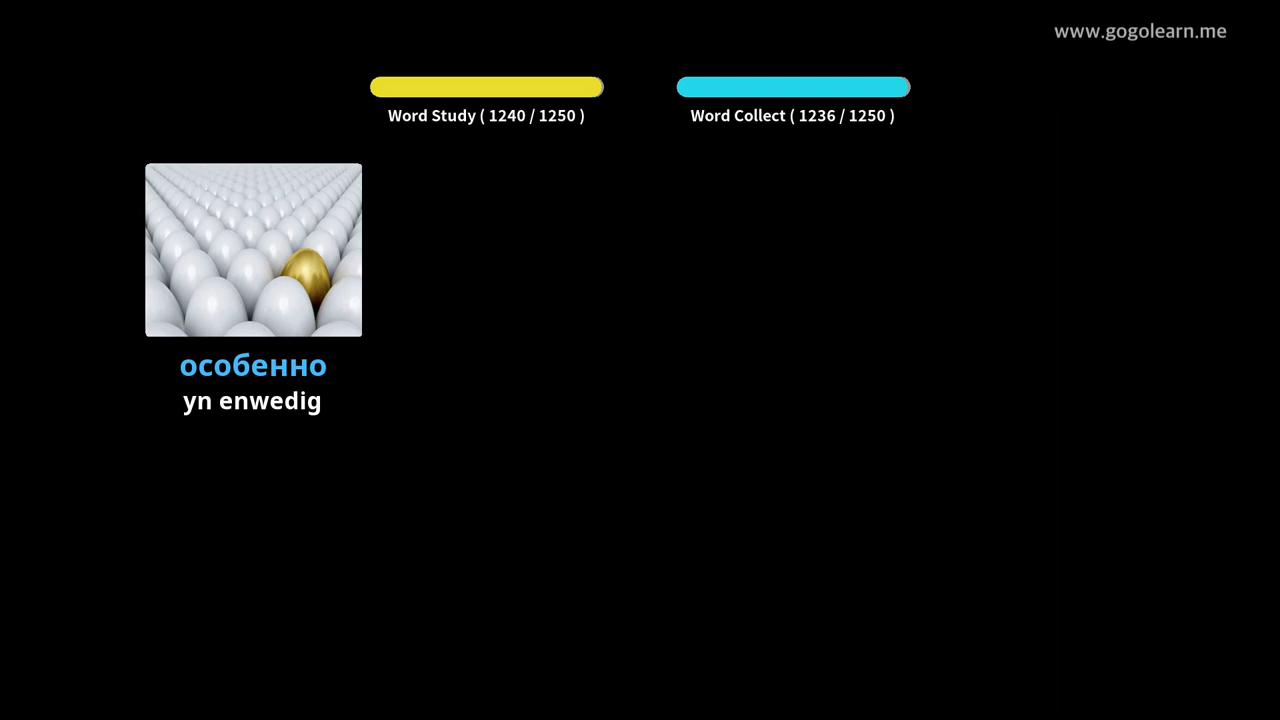 www.gogolearn.me
Word Study ( 1240 / 1250 )
Word Collect ( 1236 / 1250 )
особенно
yn enwedig